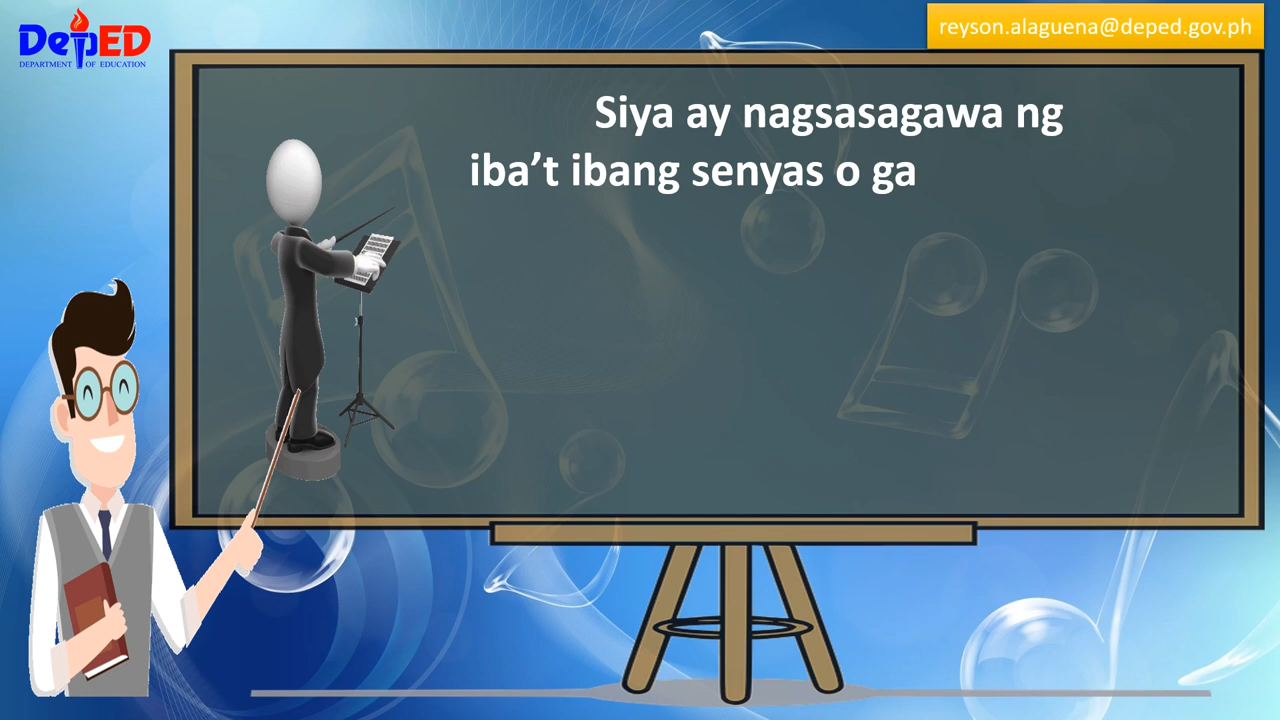 DepED
DEPARTMENT OF EDUCATION
reyson.alaguena@deped.gov.ph
Siya ay nagsasagawa ng
iba’t ibang senyas o ga